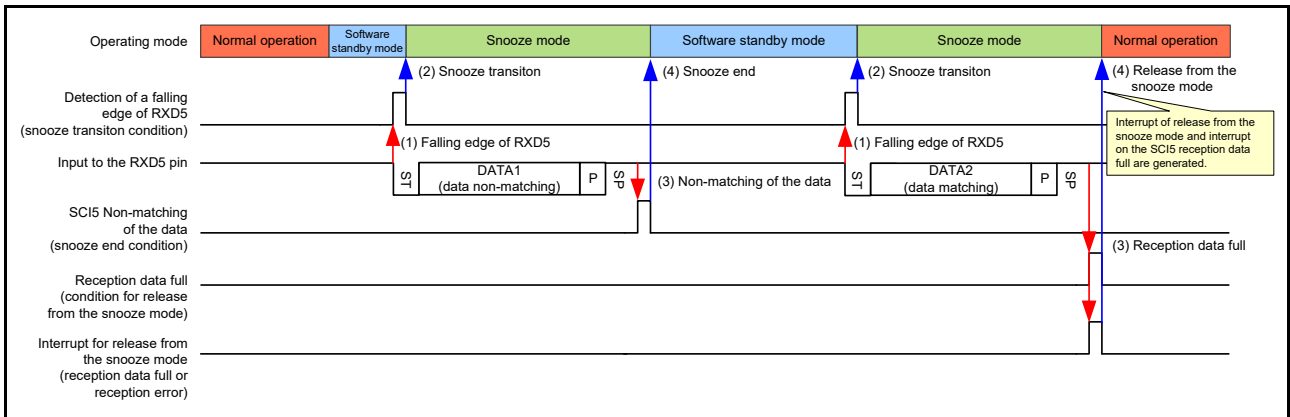 Operating mode
Normal operation
Software
standby mode
Snooze mode
Software standby mode
Snooze mode
Normal operation
(2) Snooze transiton
(4) Snooze end
(2) Snooze transiton
(4) Release from the
snooze mode
Detection of a falling
edge of RXD5
(snooze transiton condition)
Interrupt of release from the
snooze mode and interrupt
on the SCI5 reception data
full are generated.
(1) Falling edge of RXD5
(1) Falling edge of RXD5
Input to the RXD5 pin
ST
DATA1
(data non-matching)
P
SP
(3) Non-matching of the data
ST
DATA2
(data matching)
P
SP
SCI5 Non-matching
of the data
(snooze end condition)
(3) Reception data full
Reception data full
(condition for release
from the snooze mode)
Interrupt for release from
the snooze mode
(reception data full or
reception error)